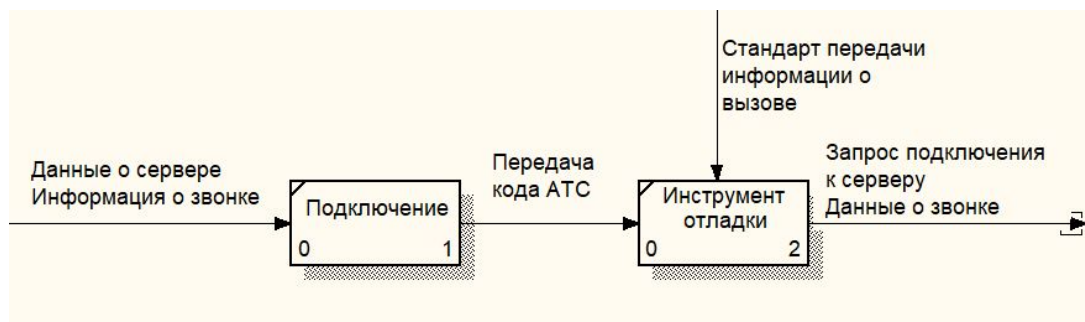 Стандарт передачи
информации о
вызове
Данные о сервере
Информация о звонке
Передача
кода АТС
Запрос подключения
к серверу
Данные о звонке
Подключение
0 1
Инструмент
отладки
0 2